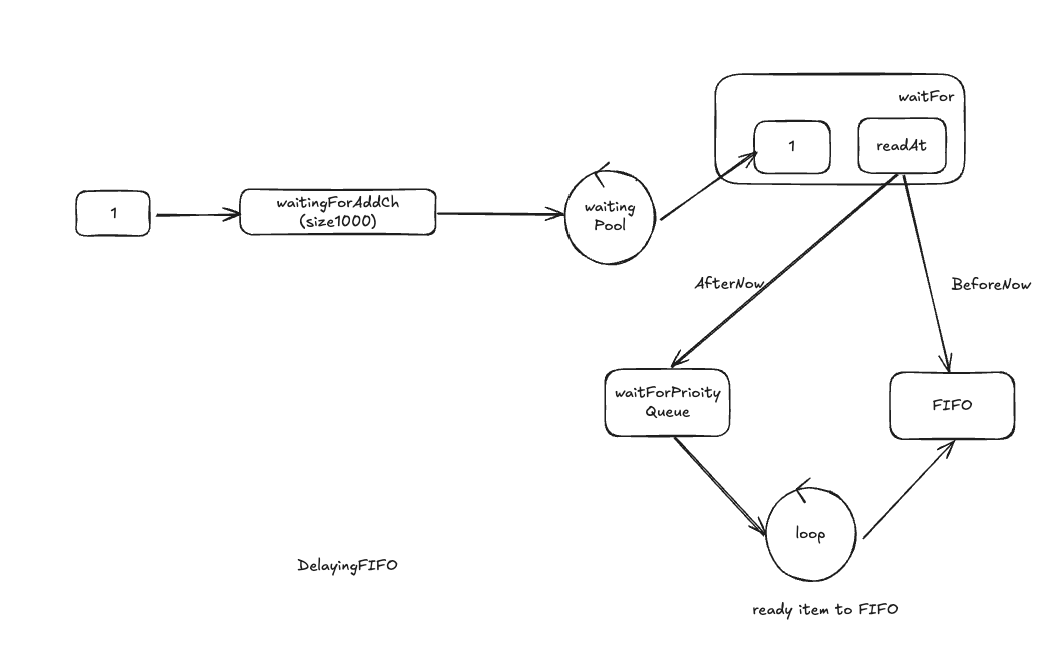 waitFor
1
readAt
1
waitingForAddCh
(size1000)
waiting
Pool
AfterNow
BeforeNow
waitForPrioity
Queue
FIFO
loop
DelayingFIFO
ready item to FIFO